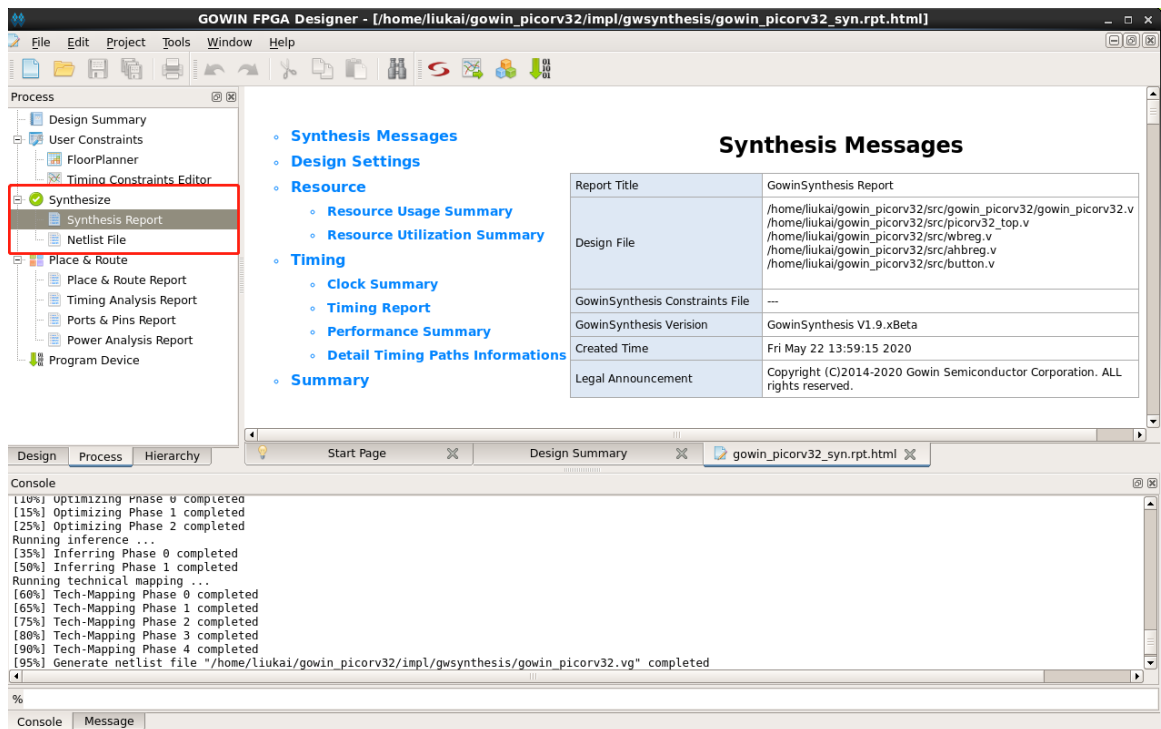 GOWIN FPGA Designer - [/home/liukai/gowin_picorv32/impl/gwsynthesis/gowin_picorv32_syn.rpt.html]
File Edit Project Tools Window Help
Process
Design Summary
User Constraints
FloorPlanner
Timing Constraints Editor
Synthesize
Synthesis Report
Netlist File
Place & Route
Place & Route Report
Timing Analysis Report
Ports & Pins Report
Power Analysis Report
Program Device
Design Process Hierarchy
Synthesis Messages
Design Settings
Resource
Resource Usage Summary
Resource Utilization Summary
Timing
Clock Summary
Timing Report
Performance Summary
Detail Timing Paths Informations
Summary
Synthesis Messages
Report Title GowinSynthesis Report
Design File
/home/liukai/gowin_picorv32/src/gowin_picorv32/gowin_picorv32.v
/home/liukai/gowin_picorv32/src/picorv32_top.v
/home/liukai/gowin_picorv32/src/wbreg.v
/home/liukai/gowin_picorv32/src/ahbreg.v
/home/liukai/gowin_picorv32/src/button.v
GowinSynthesis Constraints File ---
GowinSynthesis Verision GowinSynthesis V1.9.xBeta
Created Time Fri May 22 13:59:15 2020
Legal Announcement Copyright (C)2014-2020 Gowin Semiconductor Corporation. ALL
rights reserved.
Start Page Design Summary gowin_picorv32_syn.rpt.html
Console
[10%] Optimizing Phase 0 completed
[15%] Optimizing Phase 1 completed
[25%] Optimizing Phase 2 completed
Running inference ...
[35%] Inferring Phase 0 completed
[50%] Inferring Phase 1 completed
Running technical mapping ...
[60%] Tech-Mapping Phase 0 completed
[65%] Tech-Mapping Phase 1 completed
[75%] Tech-Mapping Phase 2 completed
[80%] Tech-Mapping Phase 3 completed
[90%] Tech-Mapping Phase 4 completed
[95%] Generate netlist file "/home/liukai/gowin_picorv32/impl/gwsynthesis/gowin_picorv32.vg" completed
%
Console Message